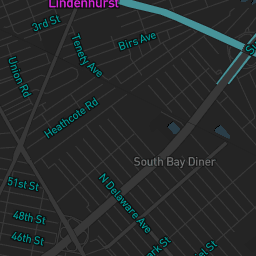 Lindenhurst
3rd St
Birs Ave
Tenety Ave
Union Rd
Heathcote Rd
South Bay Diner
51st St
N Delaware Ave
48th St
46th St